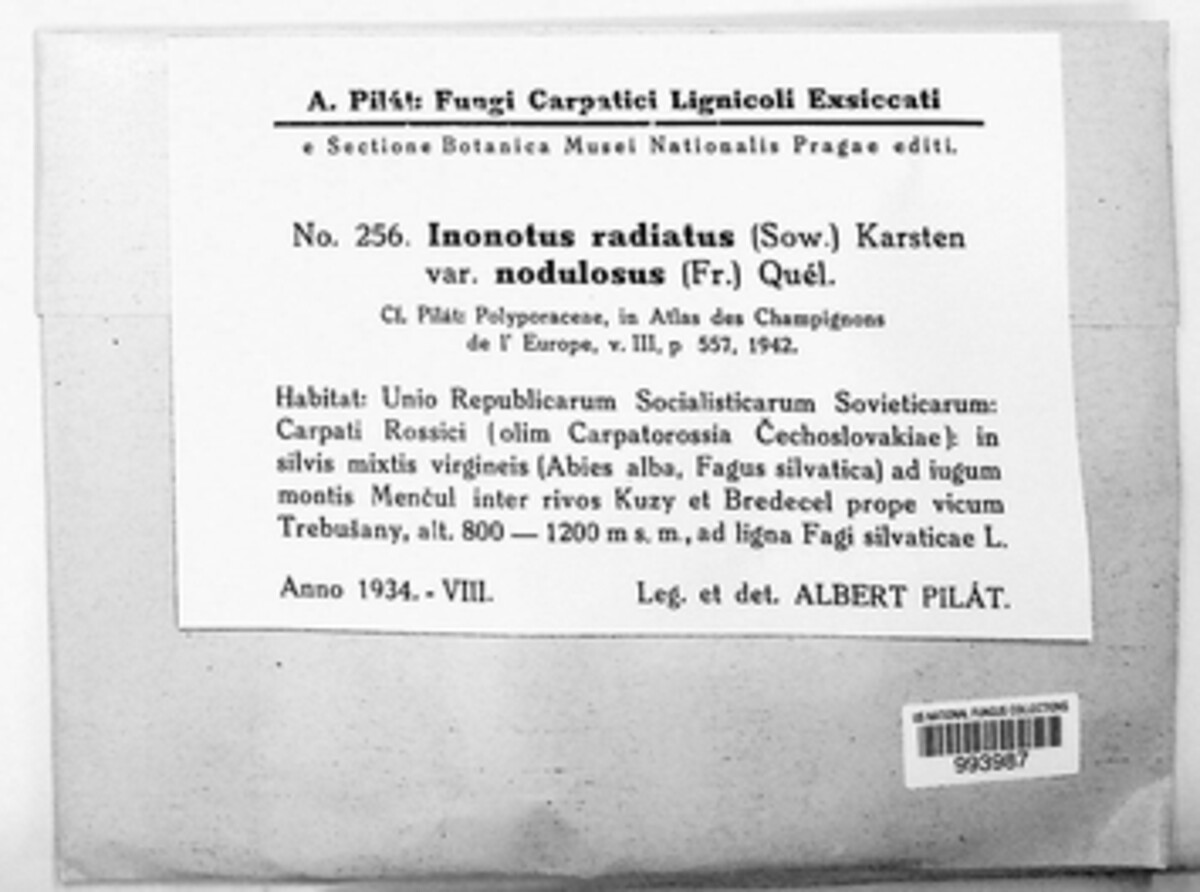 A. Pilát: Fungi Carpatici Lignicoli Exsiccati
e Sectione Botanica Musei Nationalis Pragae editi.
No. 256. Inonotus radiatus (Sow.) Karsten
var. nodulosus (Fr.) Quél.
Cf. Pilát: Polyporaceae, in Atlas des Champignons
de l' Europe, v. III, p 557, 1942.
Habitat: Unio Republicarum Socialisticarum Sovieticarum:
Carpati Rossici (olim Carpatorossia Čechoslovakiae): in
silvis mixtis virgineis (Abies alba, Fagus silvatica) ad iugum
montis Menčul inter rivos Kuzy et Bredecel prope vicum
Trebušany, alt. 800 — 1200 m s. m., ad ligna Fagi silvaticae L.
Anno 1934. - VIII. Leg. et det. ALBERT PILÁT.
US NATIONAL FUNGUS COLLECTIONS
993987